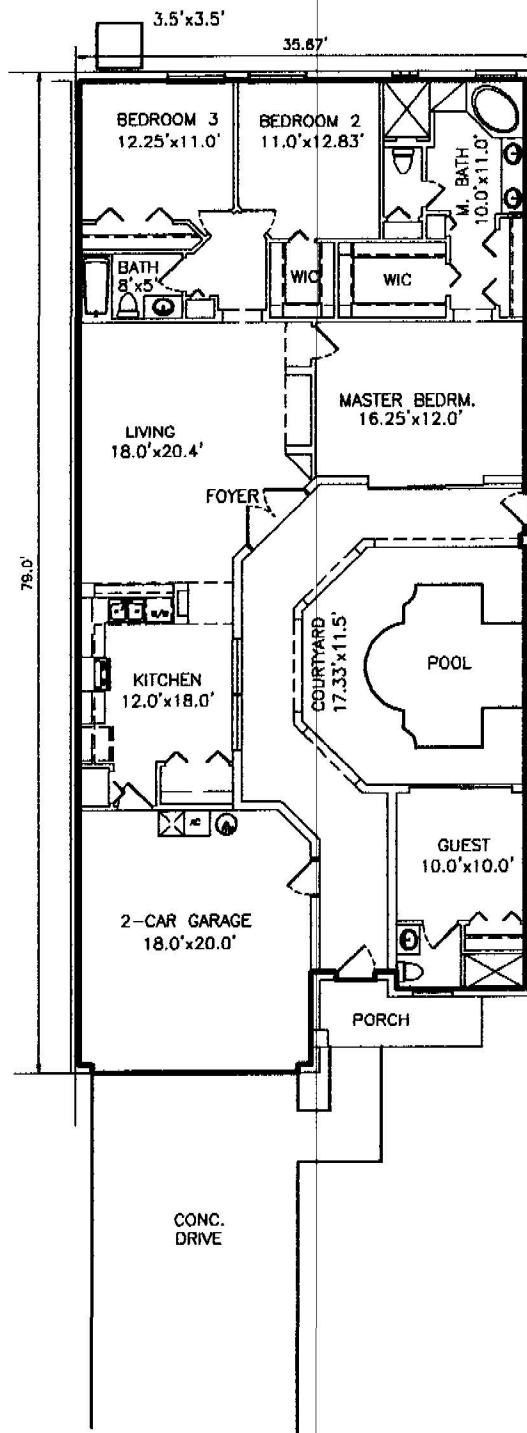 3.5'x3.5'
35.67'
BEDROOM 3
12.25'x11.0'
BEDROOM 2
11.0'x12.83'
M. BATH
10.0'x11.0'
BATH
8'x5'
WIC
WIC
MASTER BEDRM.
16.25'x12.0'
LIVING
18.0'x20.4'
FOYER
79.0'
KITCHEN
12.0'x18.0'
COURTYARD
17.33'x11.5'
POOL
AC
GUEST
10.0'x10.0'
2-CAR GARAGE
18.0'x20.0'
PORCH
CONC.
DRIVE